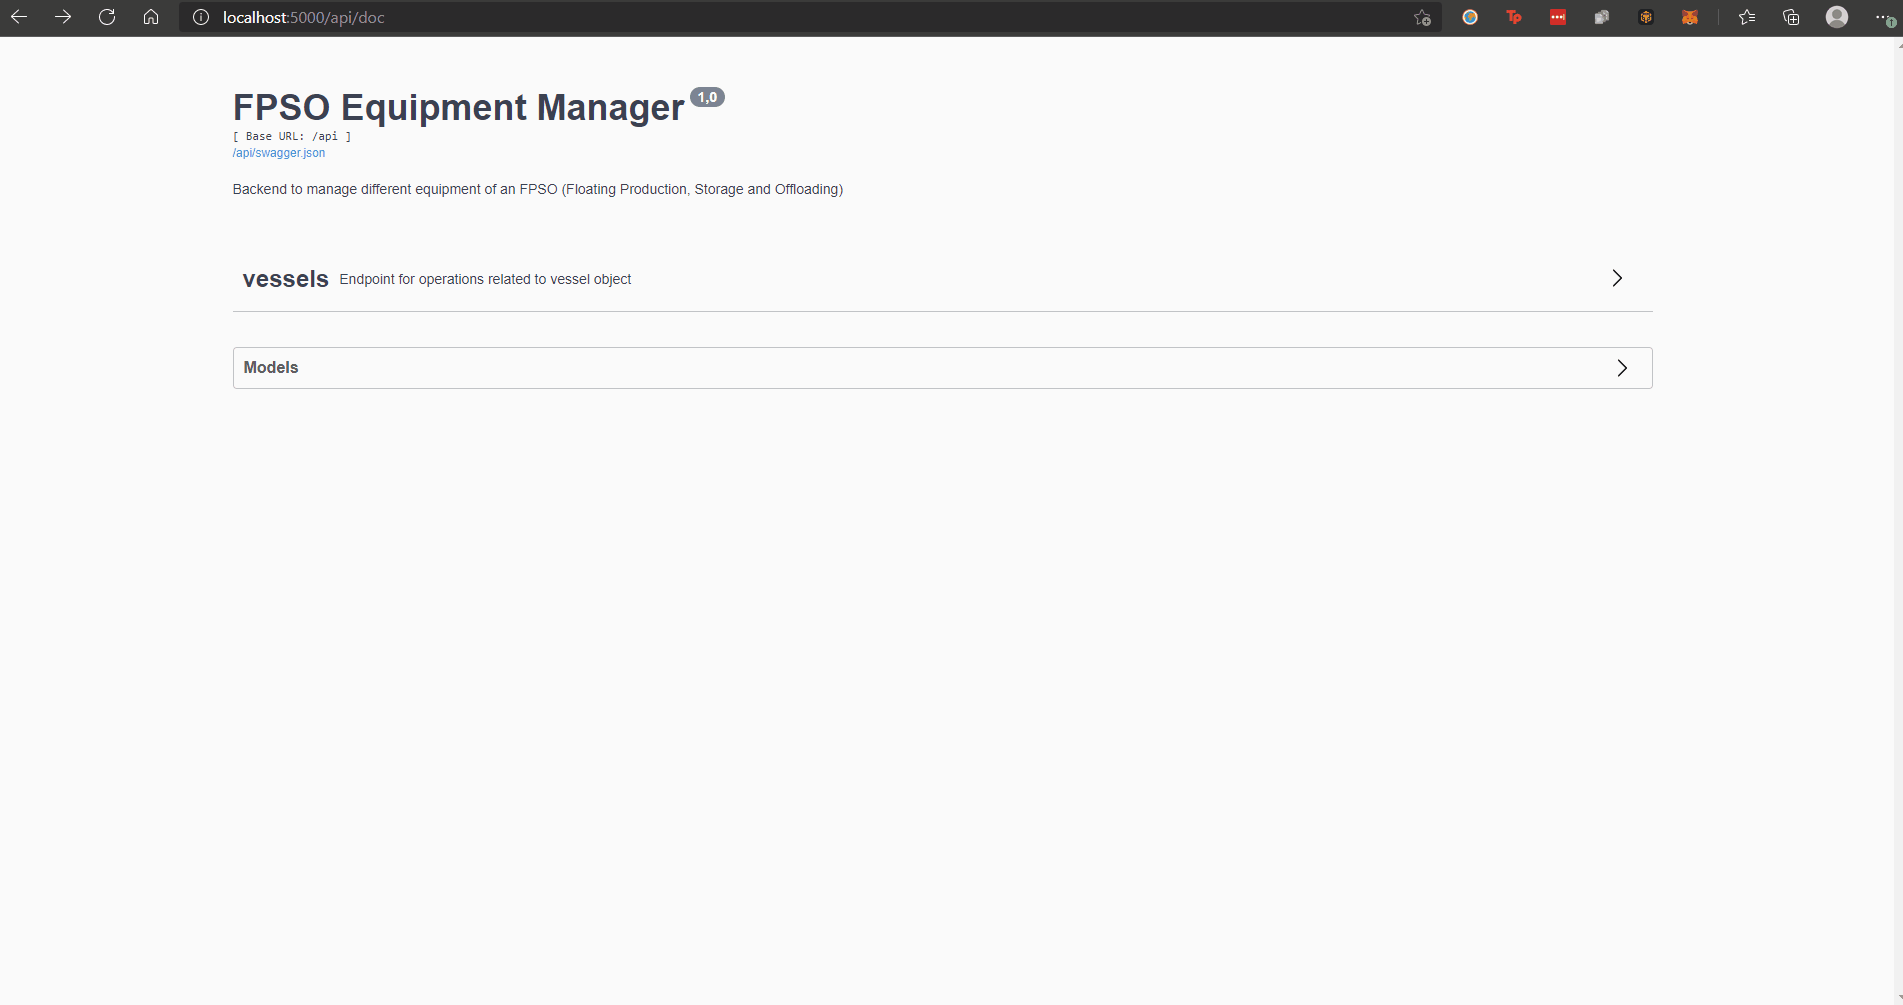 localhost:5000/api/doc
Tp
FPSO Equipment Manager 1,0
[ Base URL: /api ]
/api/swagger.json
Backend to manage different equipment of an FPSO (Floating Production, Storage and Offloading)
vessels Endpoint for operations related to vessel object
Models